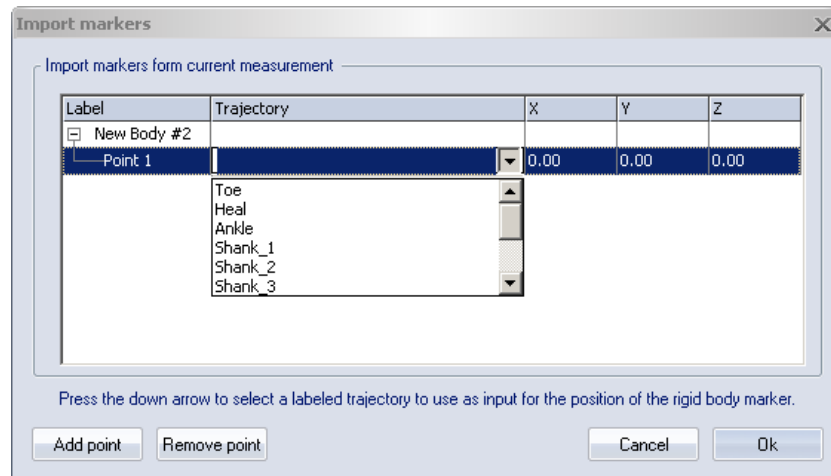 Import markers
Import markers form current measurement
Label Trajectory X Y Z
New Body #2
Point 1 0.00 0.00 0.00
Toe
Heal
Ankle
Shank_1
Shank_2
Shank_3
Press the down arrow to select a labeled trajectory to use as input for the position of the rigid body marker.
Add point Remove point Cancel Ok